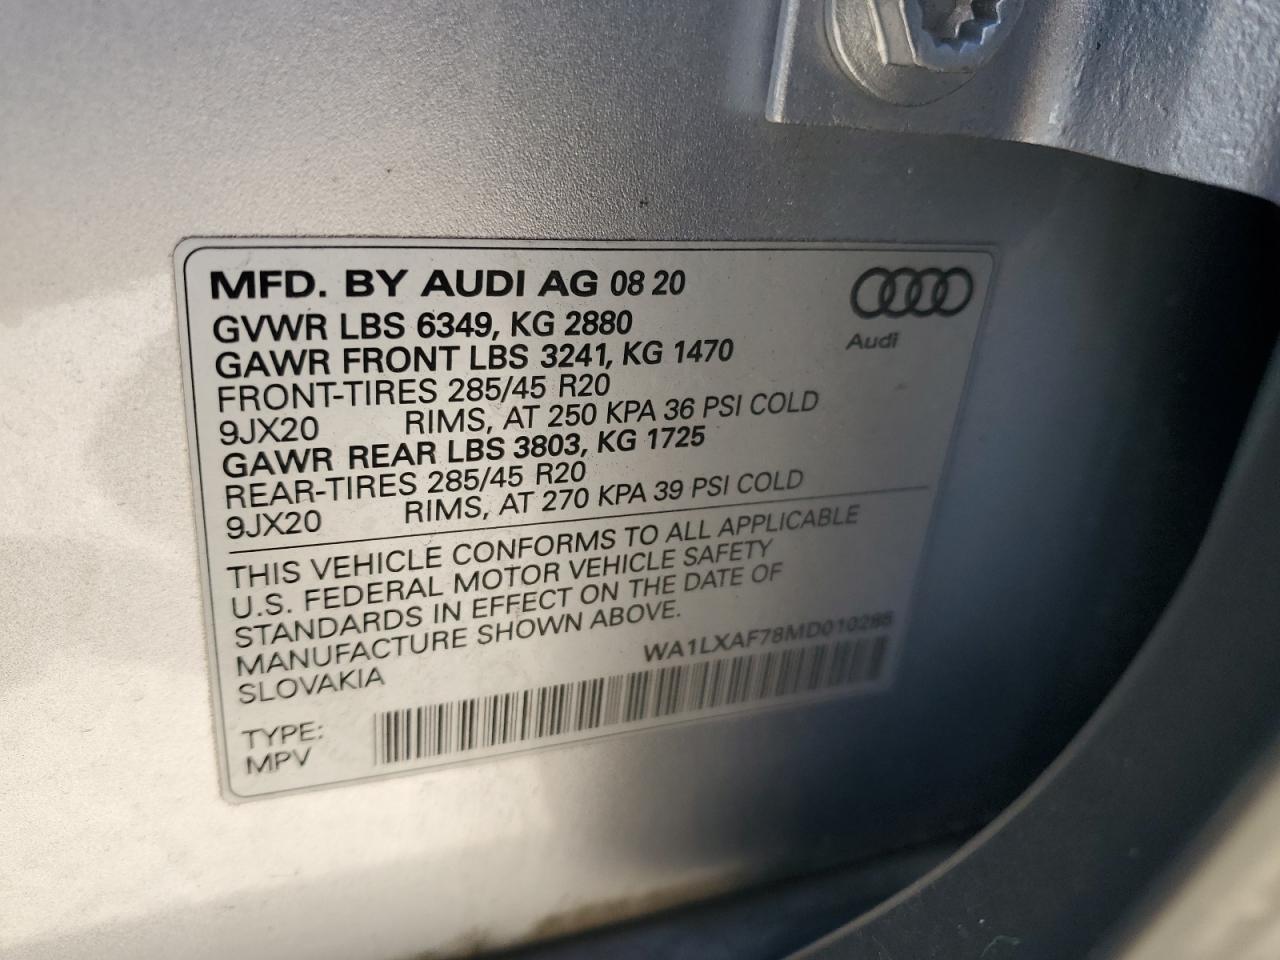 MFD. BY AUDI AG 08 20
Audi
GVWR LBS 6349, KG 2880
GAWR FRONT LBS 3241, KG 1470
FRONT-TIRES 285/45 R20
9JX20 RIMS, AT 250 KPA 36 PSI COLD
GAWR REAR LBS 3803, KG 1725
REAR-TIRES 285/45 R20
9JX20 RIMS, AT 270 KPA 39 PSI COLD
THIS VEHICLE CONFORMS TO ALL APPLICABLE
U.S. FEDERAL MOTOR VEHICLE SAFETY
STANDARDS IN EFFECT ON THE DATE OF
MANUFACTURE SHOWN ABOVE.
SLOVAKIA
WA1LXAF78MD010285
TYPE:
MPV